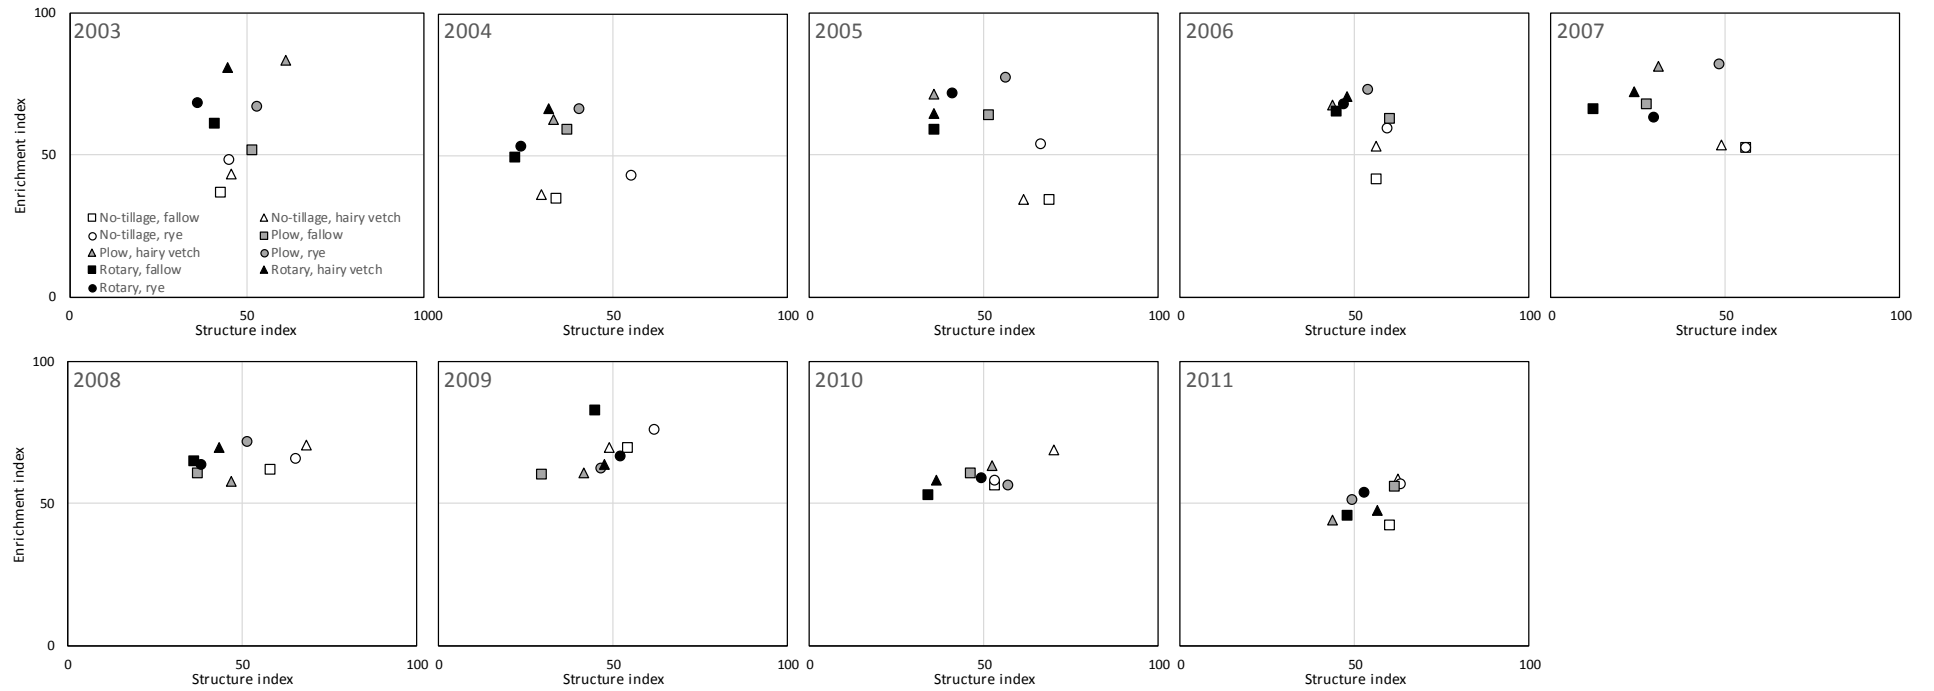 100
2003
2004
2005
2006
2007
Enrichment index
50
No-tillage, fallow
No-tillage, hairy vetch
No-tillage, rye
Plow, fallow
Plow, hairy vetch
Plow, rye
Rotary, fallow
Rotary, hairy vetch
Rotary, rye
0
0 50 100 0 50 100 0 50 100 0 50 100 0 50 100
Structure index Structure index Structure index Structure index Structure index
100
2008
2009
2010
2011
Enrichment index
50
0
0 50 100 0 50 100 0 50 100 0 50 100
Structure index Structure index Structure index Structure index